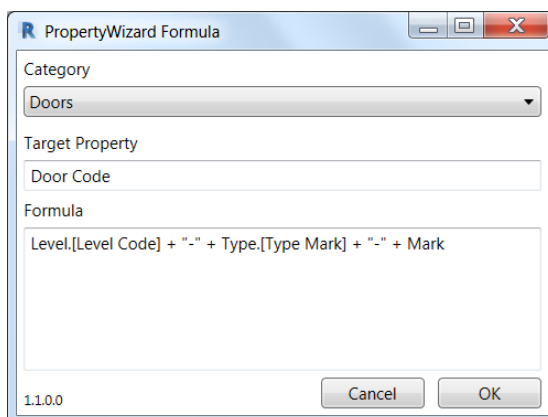 PropertyWizard Formula
Category
Doors
Target Property
Door Code
Formula
Level.[Level Code] + "-" + Type.[Type Mark] + "-" + Mark
1.1.0.0
Cancel
OK